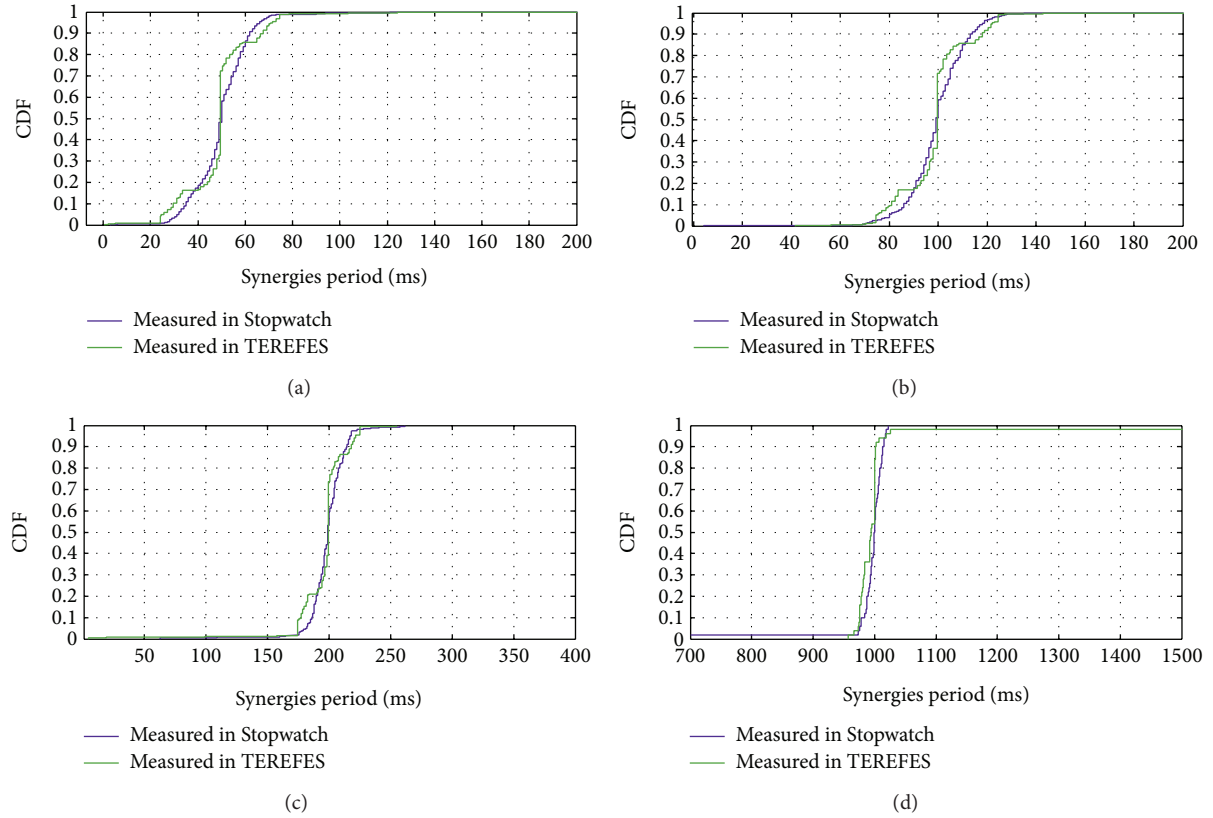 1
0.9
0.8
0.7
0.6
0.5
0.4
0.3
0.2
0.1
0
CDF
0 20 40 60 80 100 120 140 160 180 200
Synergies period (ms)
Measured in Stopwatch
Measured in TEREFES
(a)
1
0.9
0.8
0.7
0.6
0.5
0.4
0.3
0.2
0.1
0
CDF
0 20 40 60 80 100 120 140 160 180 200
Synergies period (ms)
Measured in Stopwatch
Measured in TEREFES
(b)
1
0.9
0.8
0.7
0.6
0.5
0.4
0.3
0.2
0.1
0
CDF
50 100 150 200 250 300 350 400
Synergies period (ms)
Measured in Stopwatch
Measured in TEREFES
(c)
1
0.9
0.8
0.7
0.6
0.5
0.4
0.3
0.2
0.1
0
CDF
700 800 900 1000 1100 1200 1300 1400 1500
Synergies period (ms)
Measured in Stopwatch
Measured in TEREFES
(d)